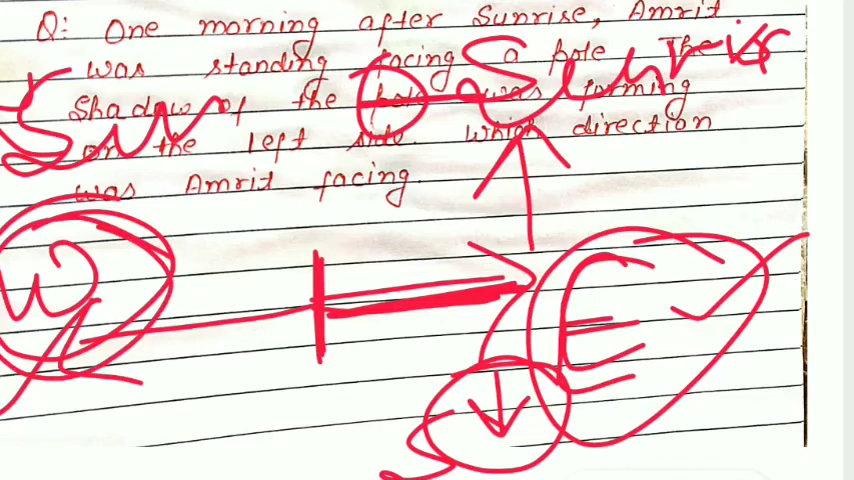 Q: One morning after Sunrise, Amrit
was standing facing a pole The
Shadow of the pole was forming
on the left side. which direction
was Amrit facing.
W
E
S